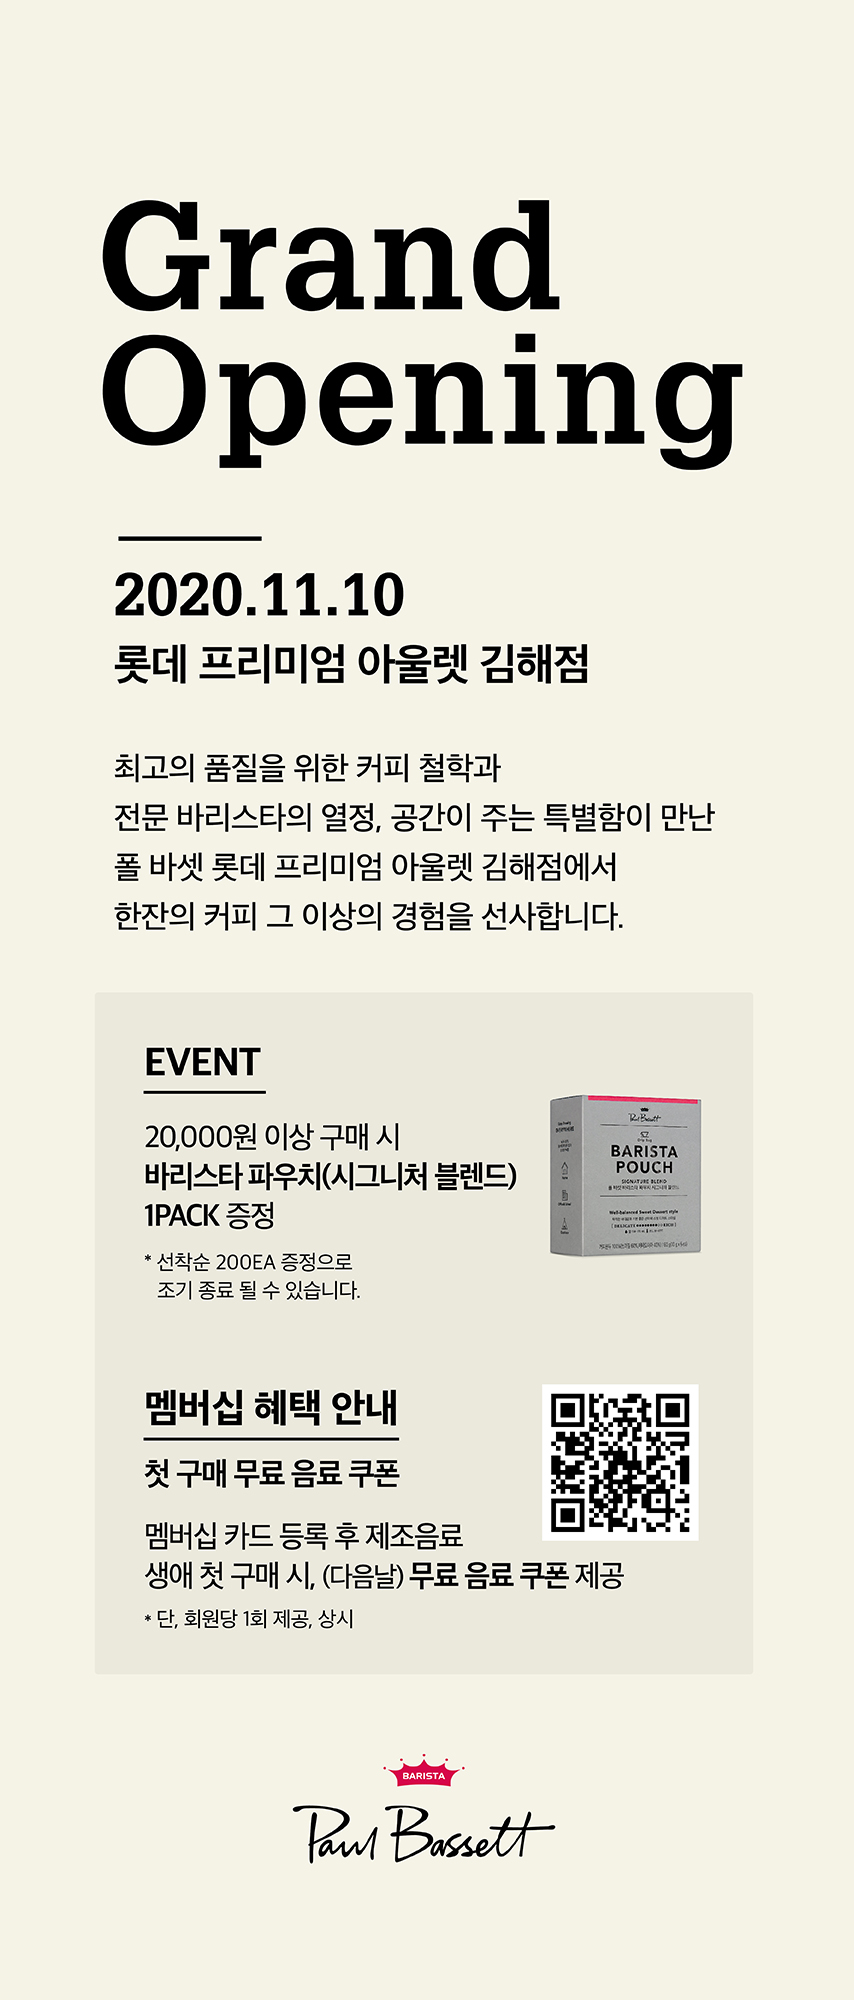 Grand
Opening
2020.11.10
롯데 프리미엄 아울렛 김해점
최고의 품질을 위한 커피 철학과
전문 바리스타의 열정, 공간이 주는 특별함이 만난
폴 바셋 롯데 프리미엄 아울렛 김해점에서
한잔의 커피 그 이상의 경험을 선사합니다.
EVENT
20,000원 이상 구매 시
바리스타 파우치(시그니처 블렌드)
1PACK 증정
* 선착순 200EA 증정으로
조기 종료 될 수 있습니다.
Paul Bassett
BARISTA
POUCH
SIGNATURE BLEND
Well-balanced Sweet Dessert style
멤버십 혜택 안내
첫 구매 무료 음료 쿠폰
멤버십 카드 등록 후 제조음료
생애 첫 구매 시, (다음날) 무료 음료 쿠폰 제공
* 단, 회원당 1회 제공, 상시
BARISTA
Paul Bassett